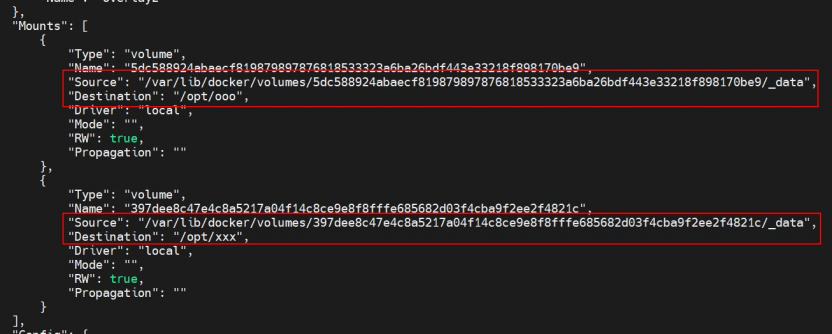 "Name": "overlay2"
},
"Mounts": [
{
"Type": "volume",
"Name": "5dc588924abaecf819879897876818533323a6ba26bdf443e33218f898170be9",
"Source": "/var/lib/docker/volumes/5dc588924abaecf819879897876818533323a6ba26bdf443e33218f898170be9/_data",
"Destination": "/opt/ooo",
"Driver": "local",
"Mode": "",
"RW": true,
"Propagation": ""
},
{
"Type": "volume",
"Name": "397dee8c47e4c8a5217a04f14c8ce9e8f8fffe685682d03f4cba9f2ee2f4821c",
"Source": "/var/lib/docker/volumes/397dee8c47e4c8a5217a04f14c8ce9e8f8fffe685682d03f4cba9f2ee2f4821c/_data",
"Destination": "/opt/xxx",
"Driver": "local",
"Mode": "",
"RW": true,
"Propagation": ""
}
],
"Config": {